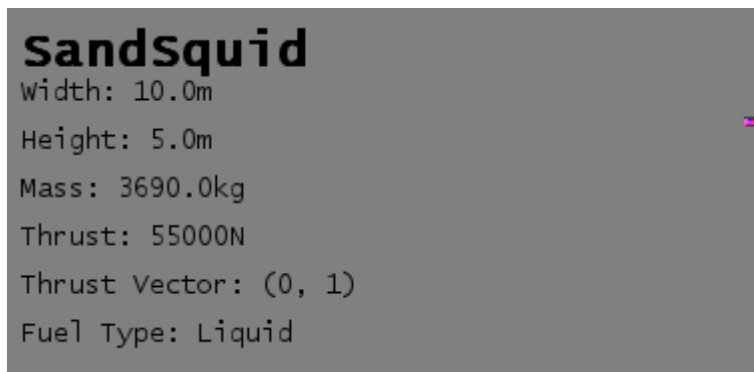 SandSquid
Width: 10.0m
Height: 5.0m
Mass: 3690.0kg
Thrust: 55000N
Thrust Vector: (0, 1)
Fuel Type: Liquid